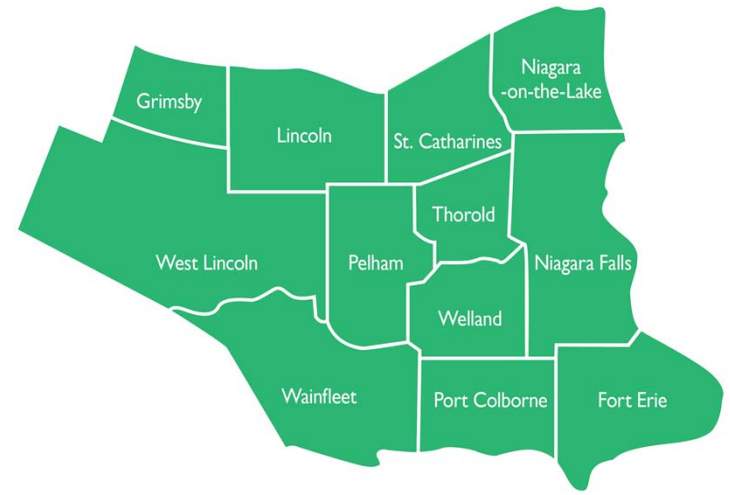 Niagara
-on-the-Lake
Grimsby
Lincoln
St. Catharines
Thorold
West Lincoln
Pelham
Niagara Falls
Welland
Wainfleet
Port Colborne
Fort Erie